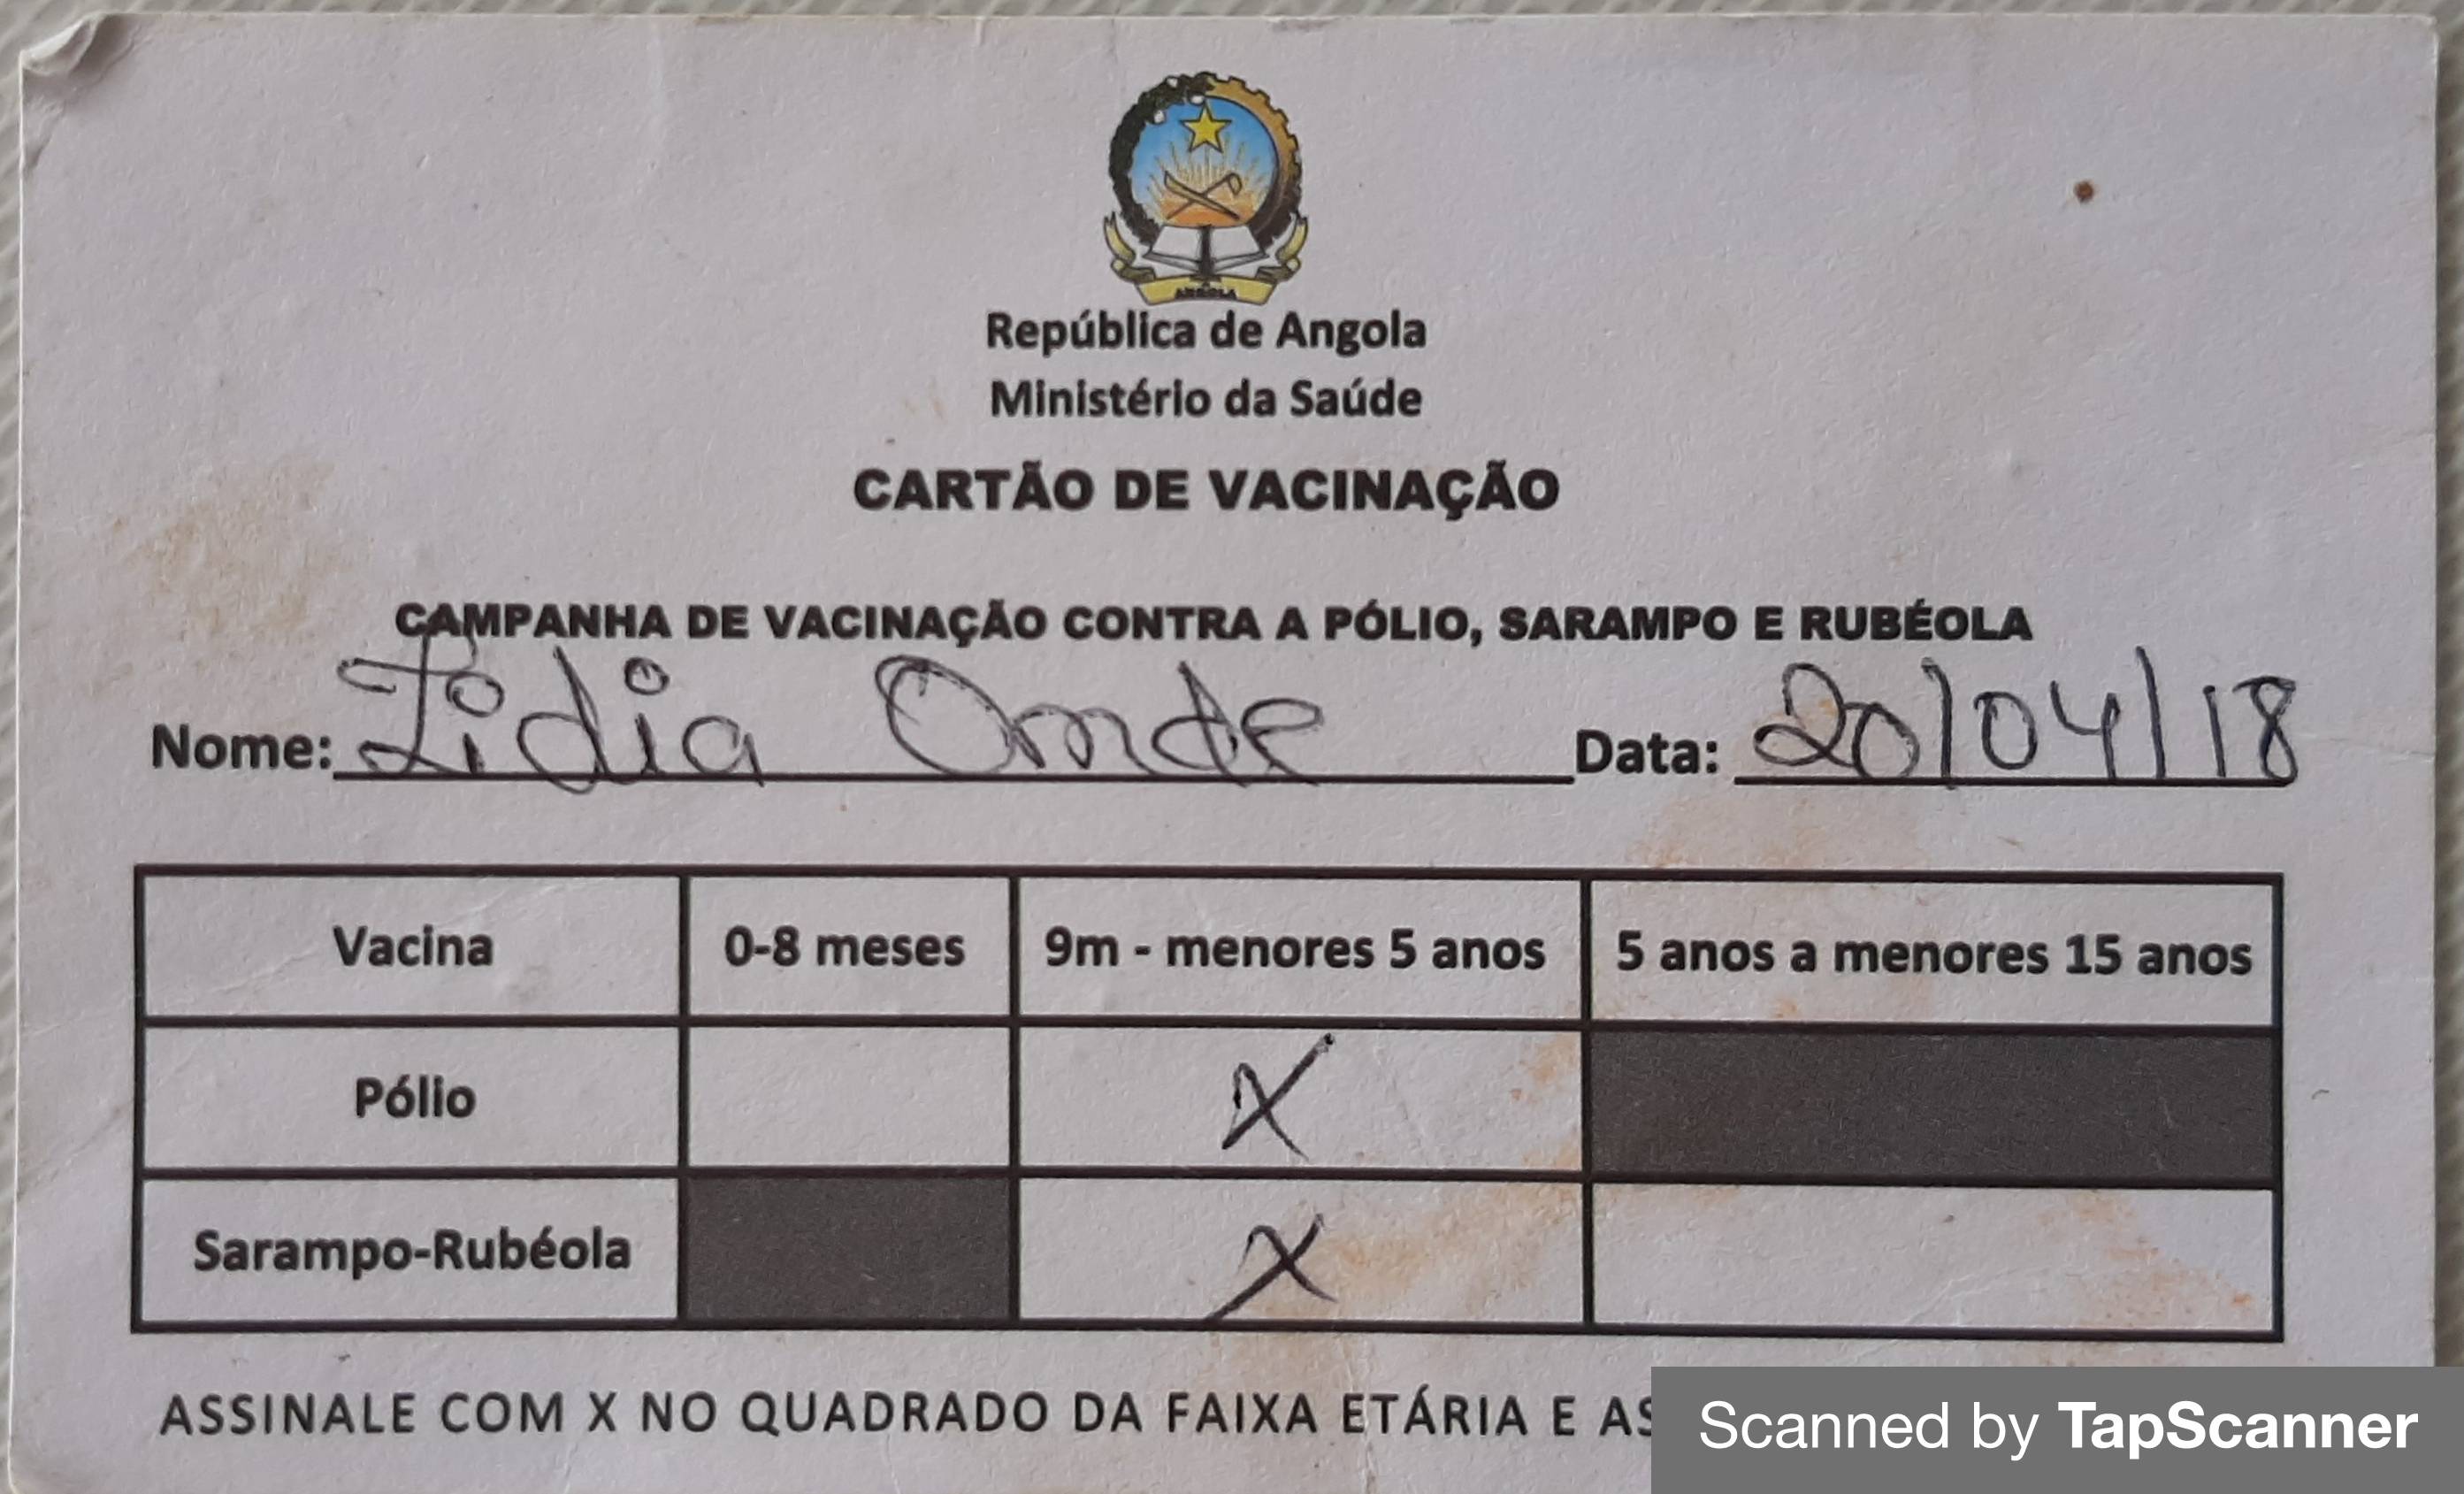 ANGOLA
República de Angola
Ministério da Saúde
CARTÃO DE VACINAÇÃO
CAMPANHA DE VACINAÇÃO CONTRA A PÓLIO, SARAMPO E RUBÉOLA
Nome: Lidia Omde Data: 20/04/18
Vacina 0-8 meses 9m - menores 5 anos 5 anos a menores 15 anos
Pólio X
Sarampo-Rubéola X
ASSINALE COM X NO QUADRADO DA FAIXA ETÁRIA E AS
Scanned by TapScanner